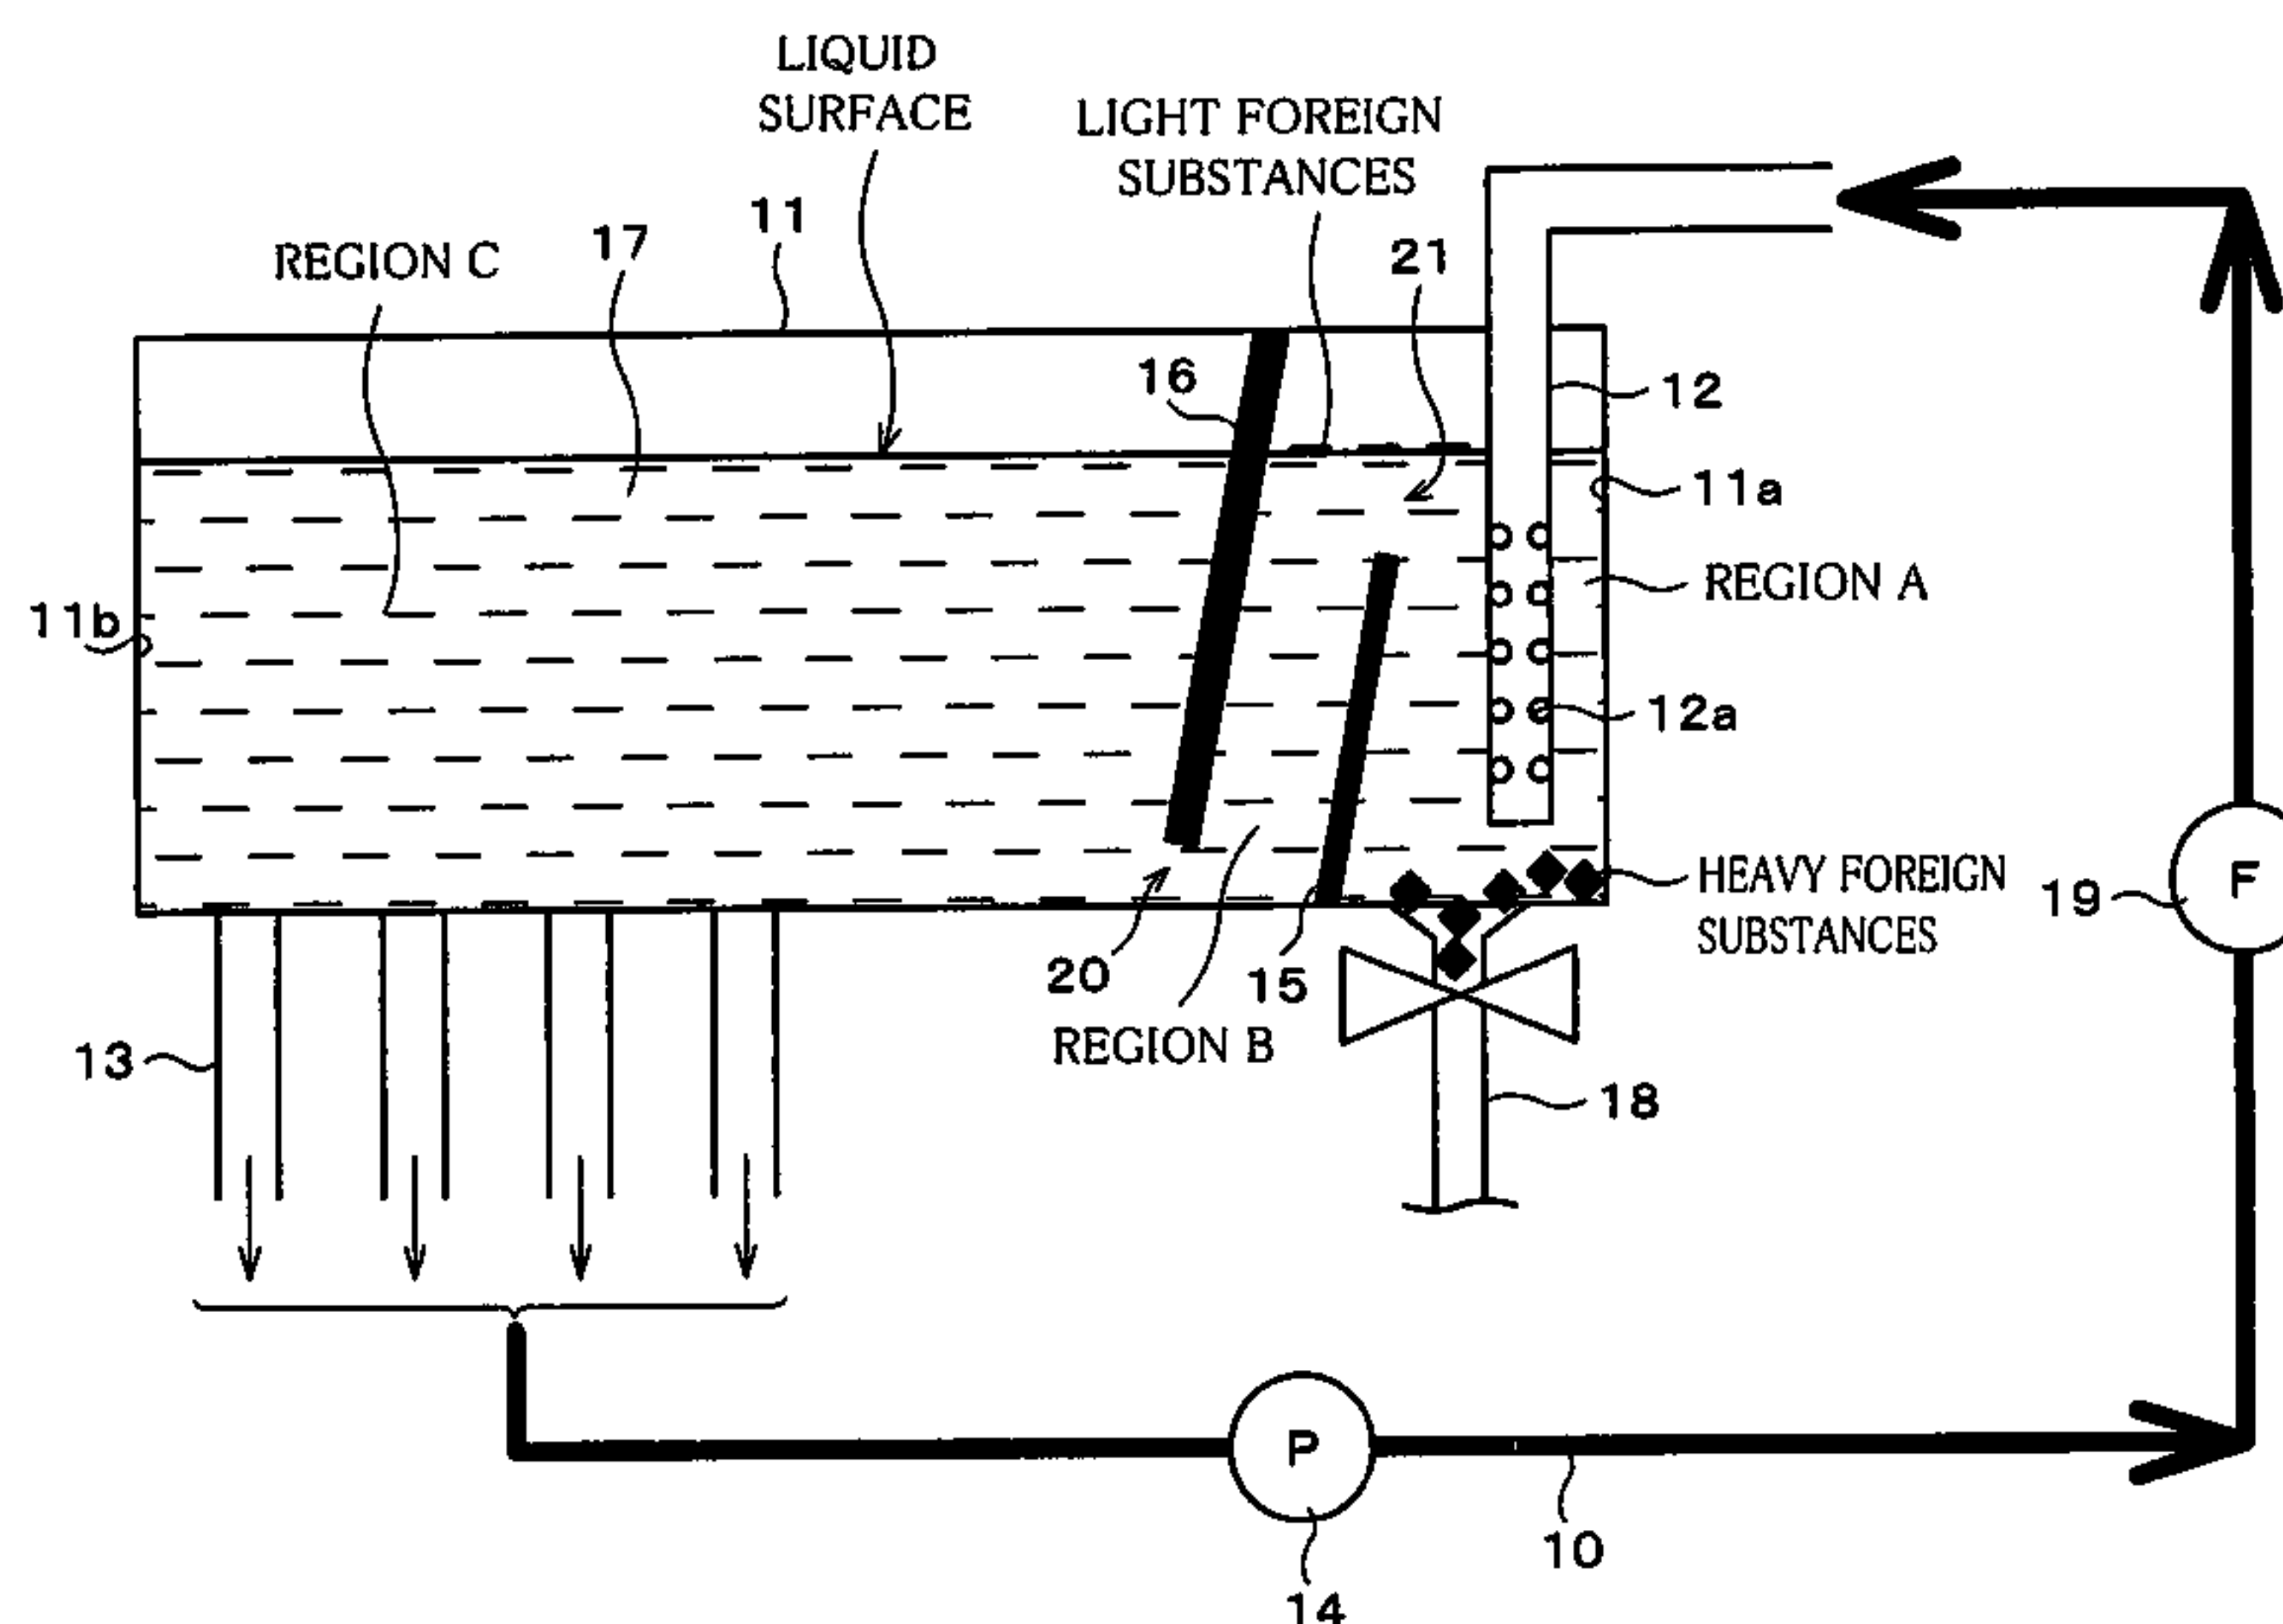 LIQUID
SURFACE
LIGHT FOREIGN
SUBSTANCES
11
17
REGION C
21
16
12
11a
REGION A
11b
12a
HEAVY FOREIGN
SUBSTANCES
F
19
20
15
REGION B
13
18
P
10
14